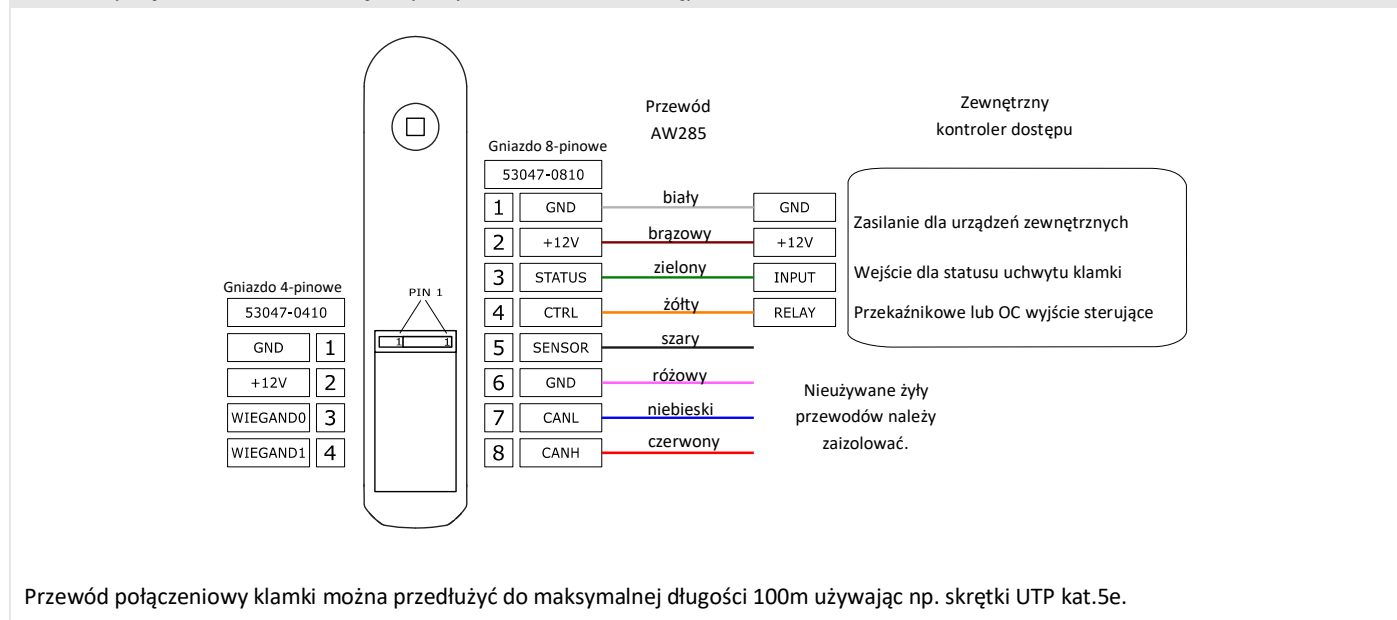 Przewód
AW285
Zewnętrzny
kontroler dostępu
Gniazdo 8-pinowe
53047-0810
1 GND biały GND
Zasilanie dla urządzeń zewnętrznych
2 +12V brązowy +12V
3 STATUS zielony INPUT Wejście dla statusu uchwytu klamki
4 CTRL żółty RELAY Przekaźnikowe lub OC wyjście sterujące
5 SENSOR szary
6 GND różowy
7 CANL niebieski
8 CANH czerwony
Nieużywane żyły
przewodów należy
zaizolować.
Gniazdo 4-pinowe
53047-0410
GND 1
+12V 2
WIEGAND0 3
WIEGAND1 4
PIN 1
1 1
Przewód połączeniowy klamki można przedłużyć do maksymalnej długości 100m używając np. skrętki UTP kat.5e.